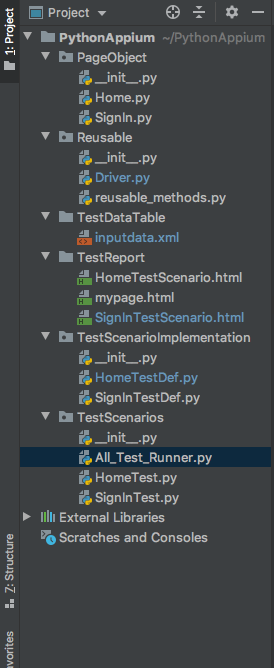 1: Project
Project
PythonAppium ~/PythonAppium
PageObject
__init__.py
Home.py
SignIn.py
Reusable
__init__.py
Driver.py
reusable_methods.py
TestDataTable
inputdata.xml
TestReport
HomeTestScenario.html
mypage.html
SignInTestScenario.html
TestScenarioImplementation
__init__.py
HomeTestDef.py
SignInTestDef.py
TestScenarios
__init__.py
All_Test_Runner.py
HomeTest.py
SignInTest.py
External Libraries
Scratches and Consoles
Z: Structure
avorites